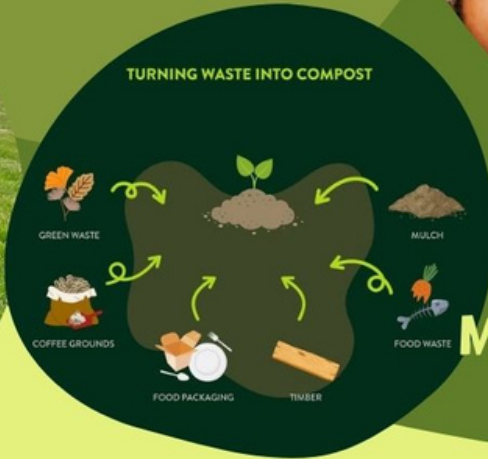 TURNING WASTE INTO COMPOST
GREEN WASTE
MULCH
COFFEE GROUNDS
FOOD WASTE
M
FOOD PACKAGING
TIMBER